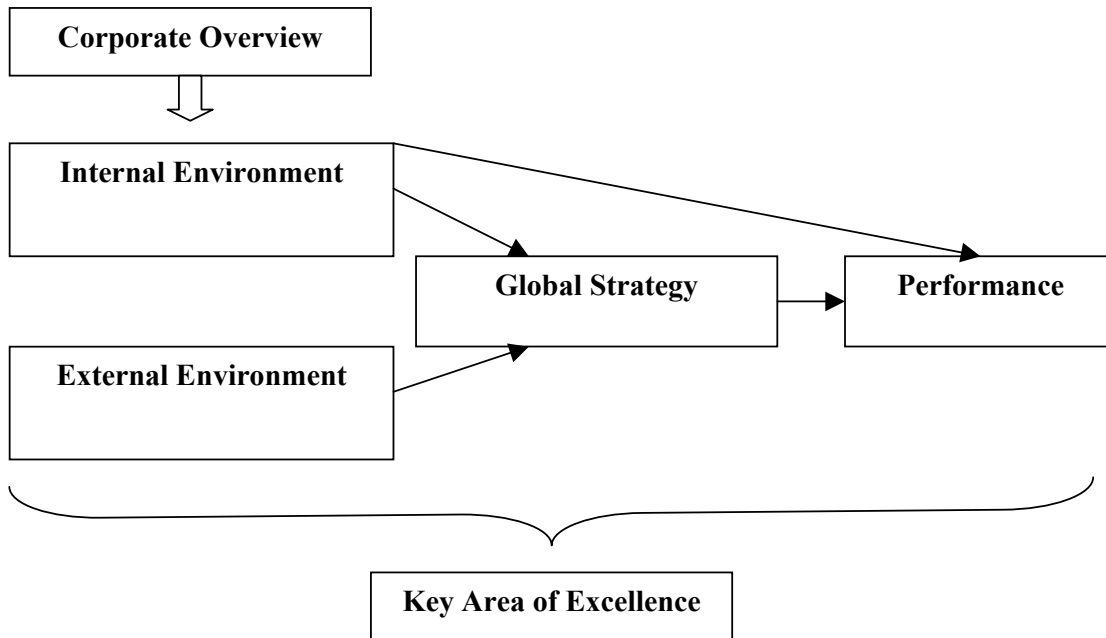 Corporate Overview
Internal Environment
Global Strategy
Performance
External Environment
Key Area of Excellence